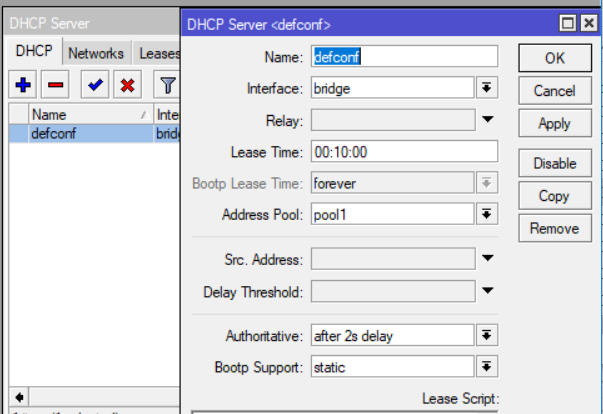 DHCP Server
DHCP Server <defconf>
DHCP Networks Leases
Name Inte
defconf brid
Name: defconf
Interface: bridge
Relay:
Lease Time: 00:10:00
Bootp Lease Time: forever
Address Pool: pool1
Src. Address:
Delay Threshold:
Authoritative: after 2s delay
Bootp Support: static
Lease Script:
OK
Cancel
Apply
Disable
Copy
Remove